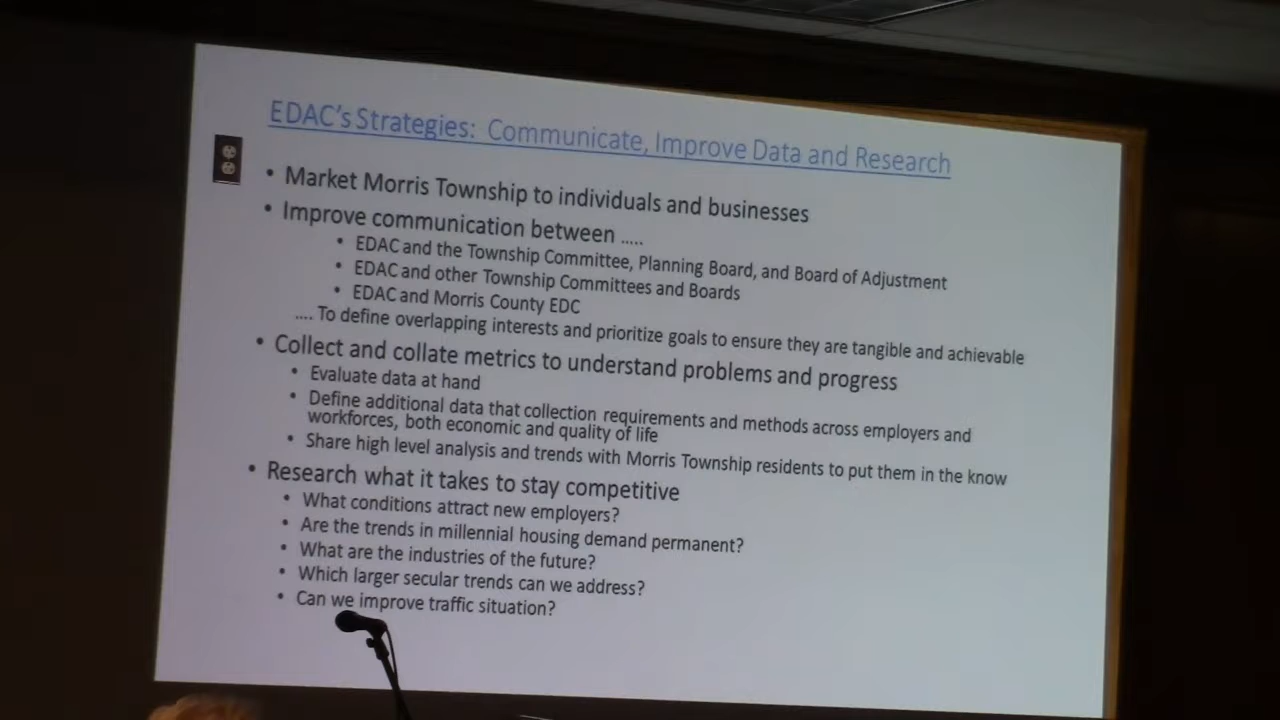 EDAC's Strategies: Communicate, Improve Data and Research
• Market Morris Township to individuals and businesses
• Improve communication between .....
• EDAC and the Township Committee, Planning Board, and Board of Adjustment
• EDAC and other Township Committees and Boards
• EDAC and Morris County EDC
.... To define overlapping interests and prioritize goals to ensure they are tangible and achievable
• Collect and collate metrics to understand problems and progress
• Evaluate data at hand
• Define additional data that collection requirements and methods across employers and
workforces, both economic and quality of life
• Share high level analysis and trends with Morris Township residents to put them in the know
• Research what it takes to stay competitive
• What conditions attract new employers?
• Are the trends in millennial housing demand permanent?
• What are the industries of the future?
• Which larger secular trends can we address?
• Can we improve traffic situation?